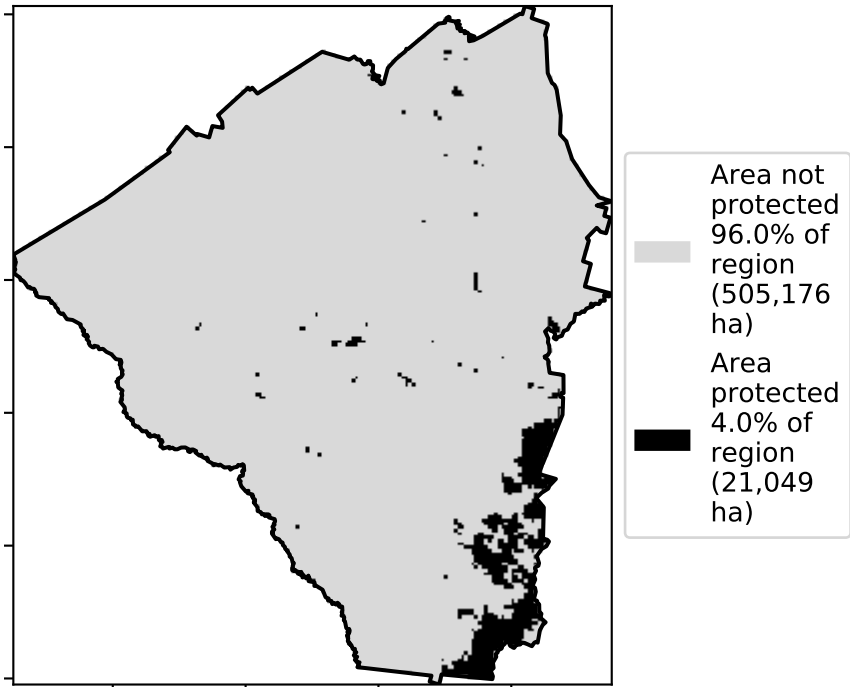 Area not
protected
96.0% of
region
(505,176
ha)
Area
protected
4.0% of
region
(21,049
ha)